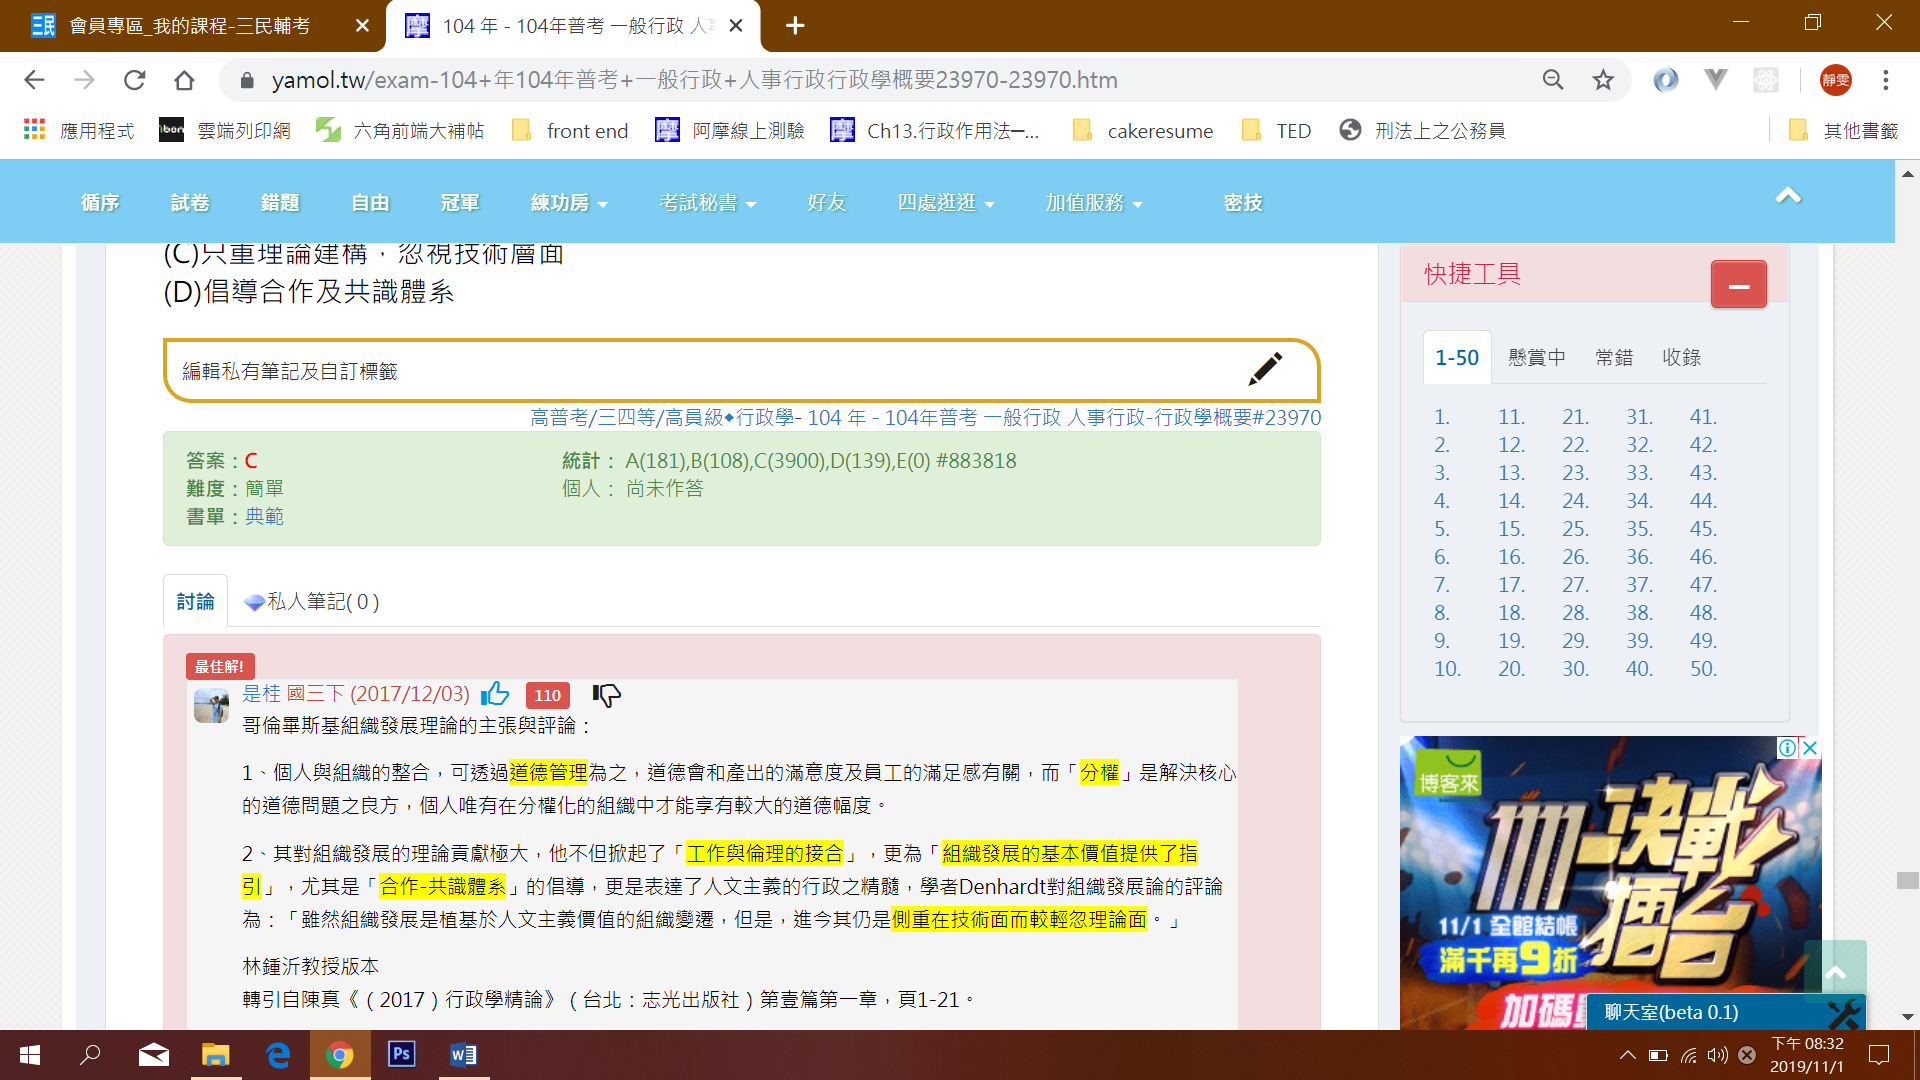 會員專區_我的課程-三民輔考
104 年 - 104年普考 一般行政 人事
yamol.tw/exam-104+年104年普考+一般行政+人事行政行政學概要23970-23970.htm
靜雯
應用程式
ibon
雲端列印網
六角前端大補帖
front end
阿摩線上測驗
Ch13.行政作用法─...
cakeresume
TED
刑法上之公務員
其他書籤
循序
試卷
錯題
自由
冠軍
練功房
考試秘書
好友
四處逛逛
加值服務
密技
(C)只重理論建構，忽視技術層面
(D)倡導合作及共識體系
編輯私有筆記及自訂標籤
高普考/三四等/高員級◆行政學- 104 年 - 104年普考 一般行政 人事行政-行政學概要#23970
答案：C
統計： A(181),B(108),C(3900),D(139),E(0) #883818
難度：簡單
個人： 尚未作答
書單：典範
討論
私人筆記( 0 )
最佳解!
是桂 國三下 (2017/12/03)
110
哥倫畢斯基組織發展理論的主張與評論：
1、個人與組織的整合，可透過道德管理為之，道德會和產出的滿意度及員工的滿足感有關，而「分權」是解決核心
的道德問題之良方，個人唯有在分權化的組織中才能享有較大的道德幅度。
2、其對組織發展的理論貢獻極大，他不但掀起了「工作與倫理的接合」，更為「組織發展的基本價值提供了指
引」，尤其是「合作-共識體系」的倡導，更是表達了人文主義的行政之精髓，學者Denhardt對組織發展論的評論
為：「雖然組織發展是植基於人文主義價值的組織變遷，但是，進今其仍是側重在技術面而較輕忽理論面。」
林鍾沂教授版本
轉引自陳真《（2017）行政學精論》（台北：志光出版社）第壹篇第一章，頁1-21。
快捷工具
1-50
懸賞中
常錯
收錄
1. 11. 21. 31. 41.
2. 12. 22. 32. 42.
3. 13. 23. 33. 43.
4. 14. 24. 34. 44.
5. 15. 25. 35. 45.
6. 16. 26. 36. 46.
7. 17. 27. 37. 47.
8. 18. 28. 38. 48.
9. 19. 29. 39. 49.
10. 20. 30. 40. 50.
博客來
1111決戰擂台
11/1 全館結帳
滿千再9折
加碼
聊天室(beta 0.1)
Ps
下午 08:32
2019/11/1